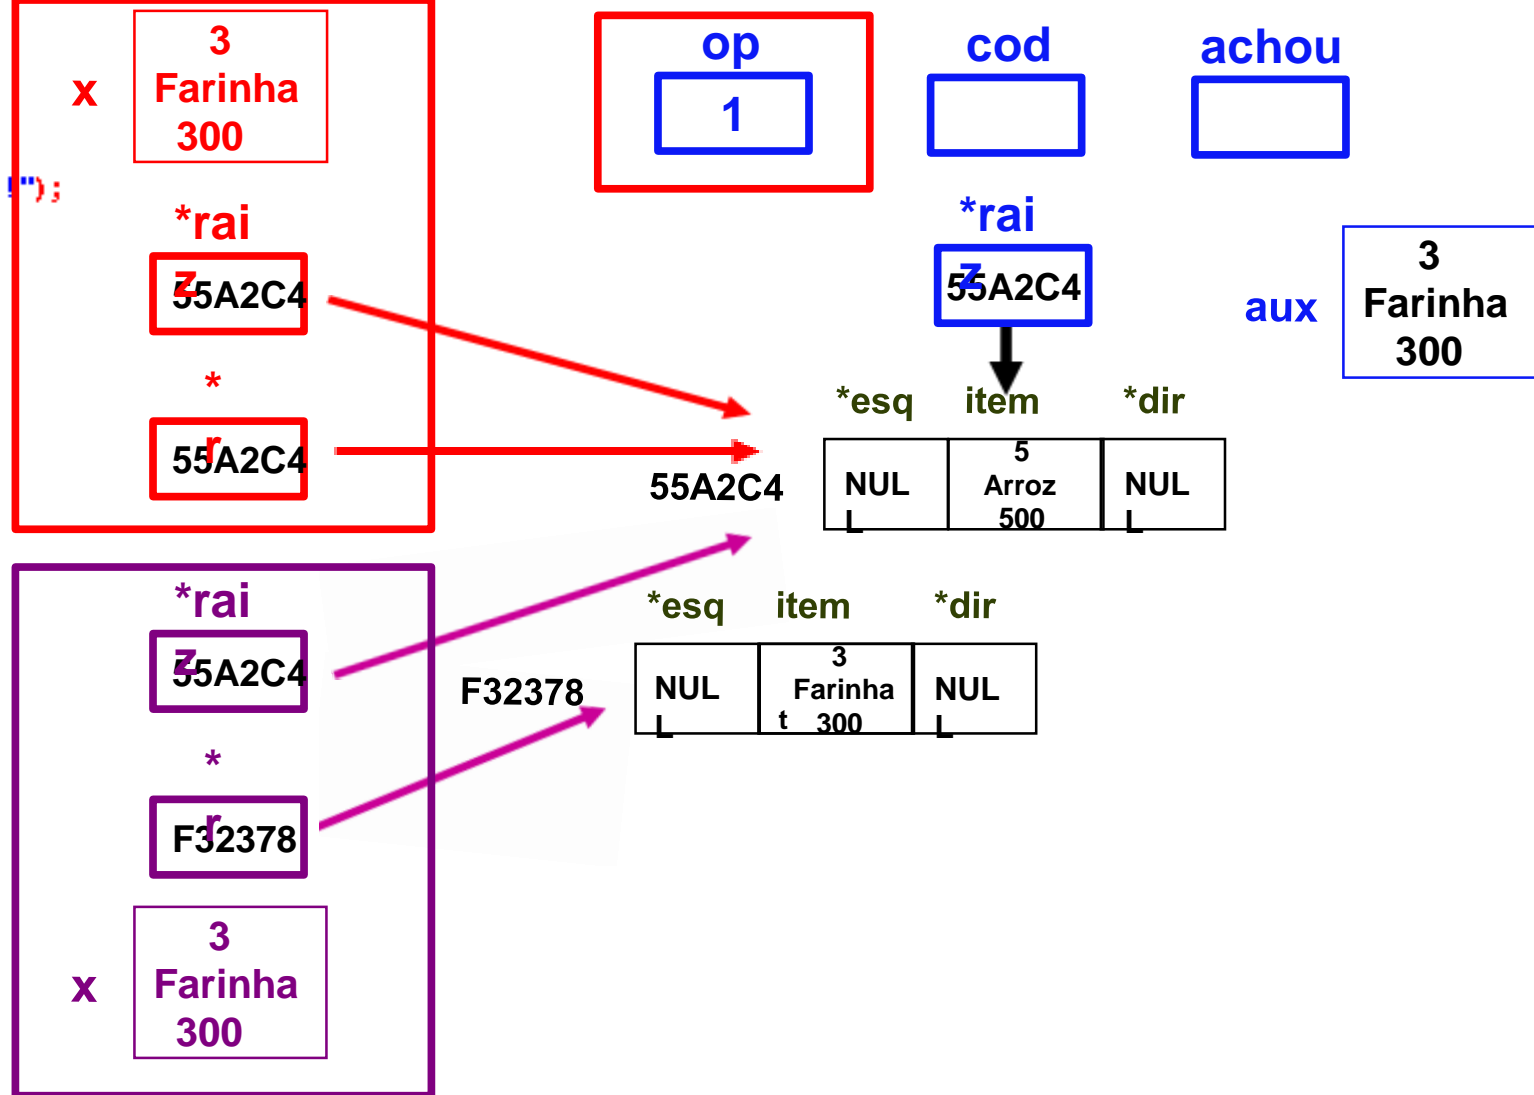 3
Farinha
300
x
!");
*rai
z
55A2C4
*
r
55A2C4
op
1
cod
achou
*rai
z
55A2C4
aux
3
Farinha
300
*esq item *dir
55A2C4
NUL
L
5
Arroz
500
NUL
L
*esq item *dir
F32378
NUL
L
3
Farinha
t 300
NUL
L
*rai
z
55A2C4
*
r
F32378
x
3
Farinha
300